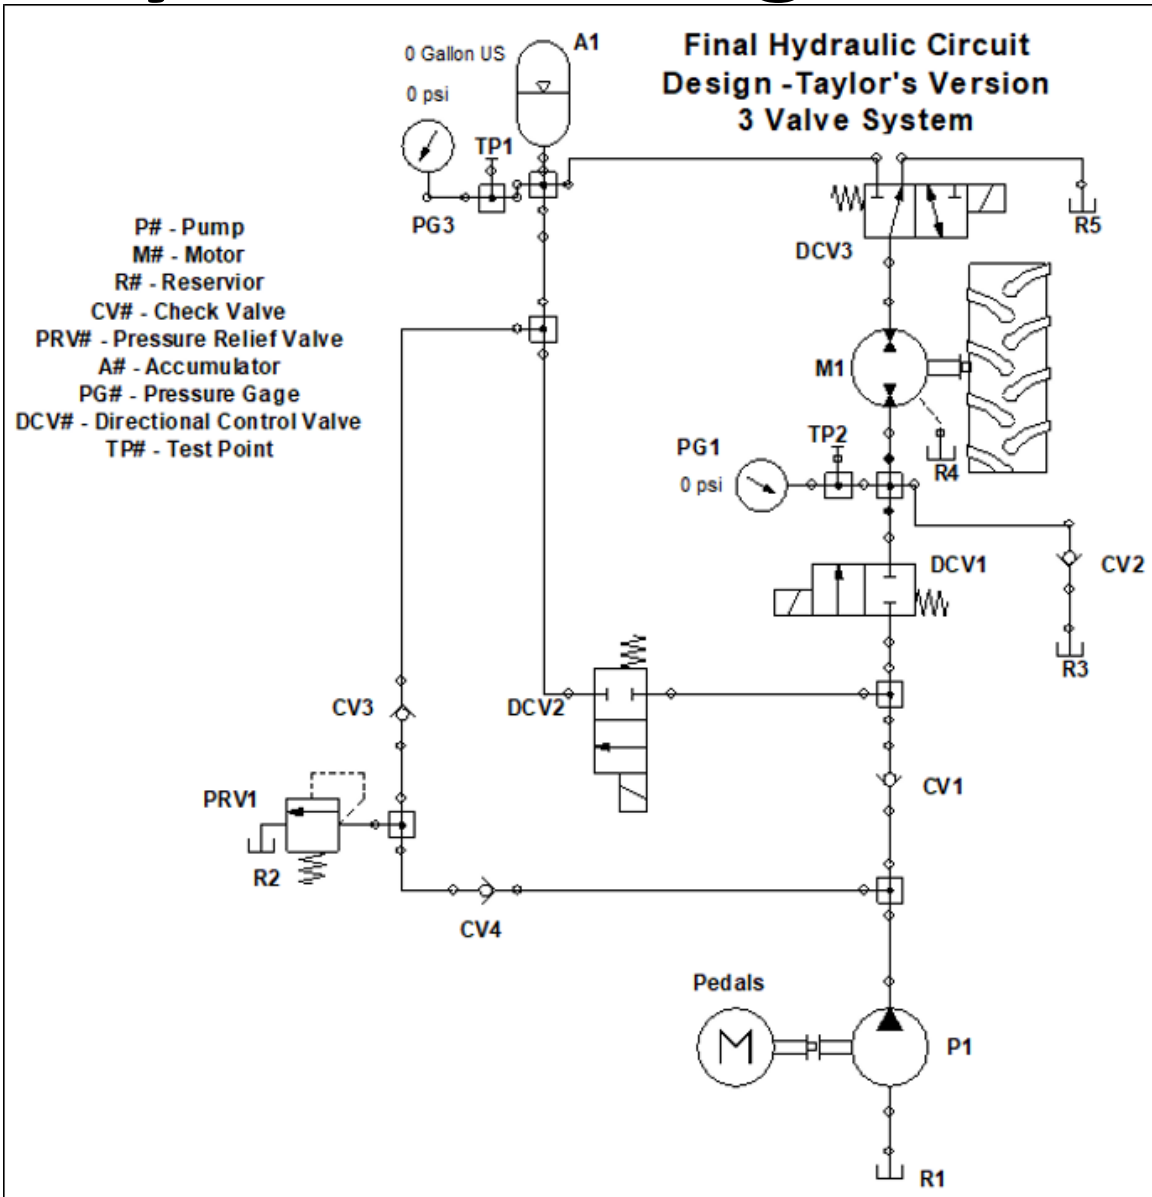 Final Hydraulic Circuit
Design -Taylor's Version
3 Valve System
0 Gallon US
A1
0 psi
TP1
PG3
P# - Pump
M# - Motor
R# - Reservior
CV# - Check Valve
PRV# - Pressure Relief Valve
A# - Accumulator
PG# - Pressure Gage
DCV# - Directional Control Valve
TP# - Test Point
R5
DCV3
M1
TP2
PG1
0 psi
R4
DCV1
CV2
R3
CV3
DCV2
PRV1
CV1
R2
CV4
Pedals
M
P1
R1